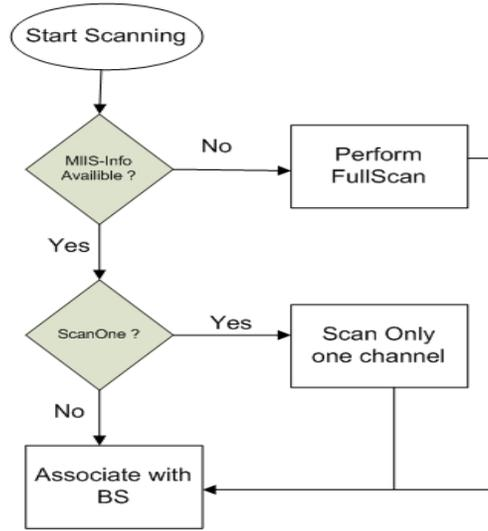 Start Scanning
MIIS-Info
Availible ?
No
Perform
FullScan
Yes
ScanOne ?
Yes
Scan Only
one channel
No
Associate with
BS